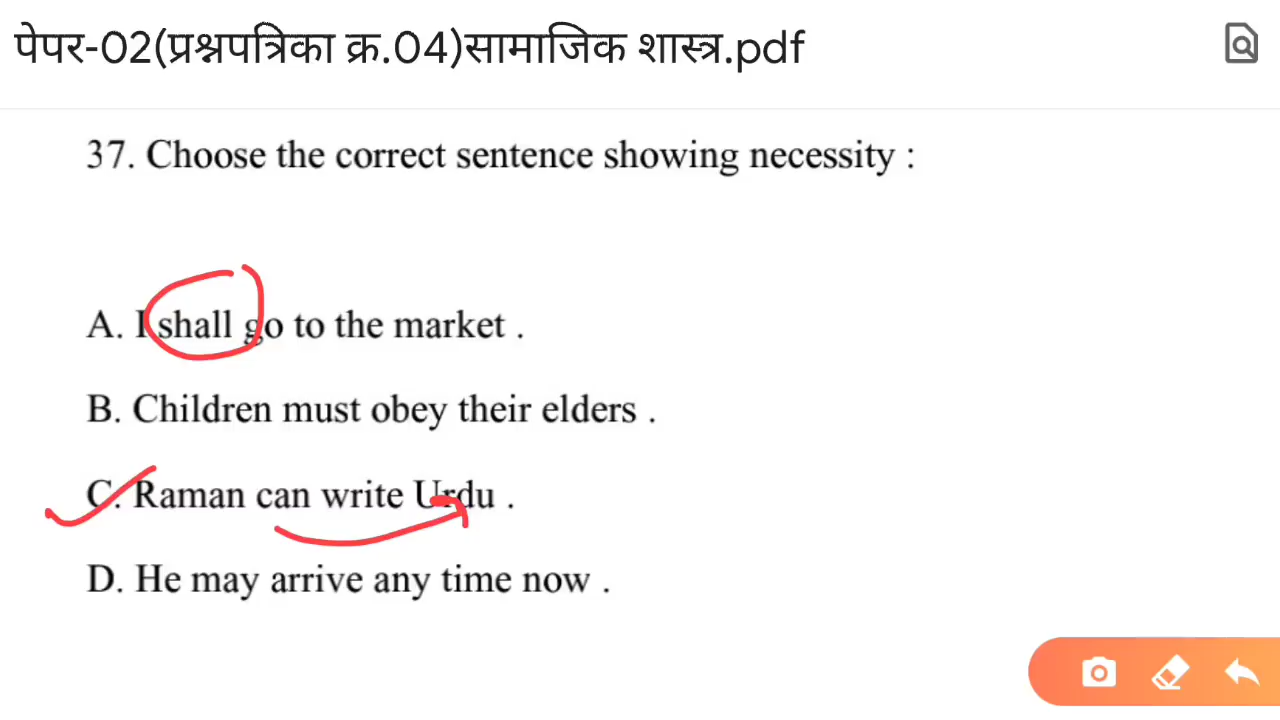 पेपर-02(प्रश्नपत्रिका क्र.04)सामाजिक शास्त्र.pdf
37. Choose the correct sentence showing necessity :
A. I shall go to the market .
B. Children must obey their elders .
C. Raman can write Urdu .
D. He may arrive any time now .